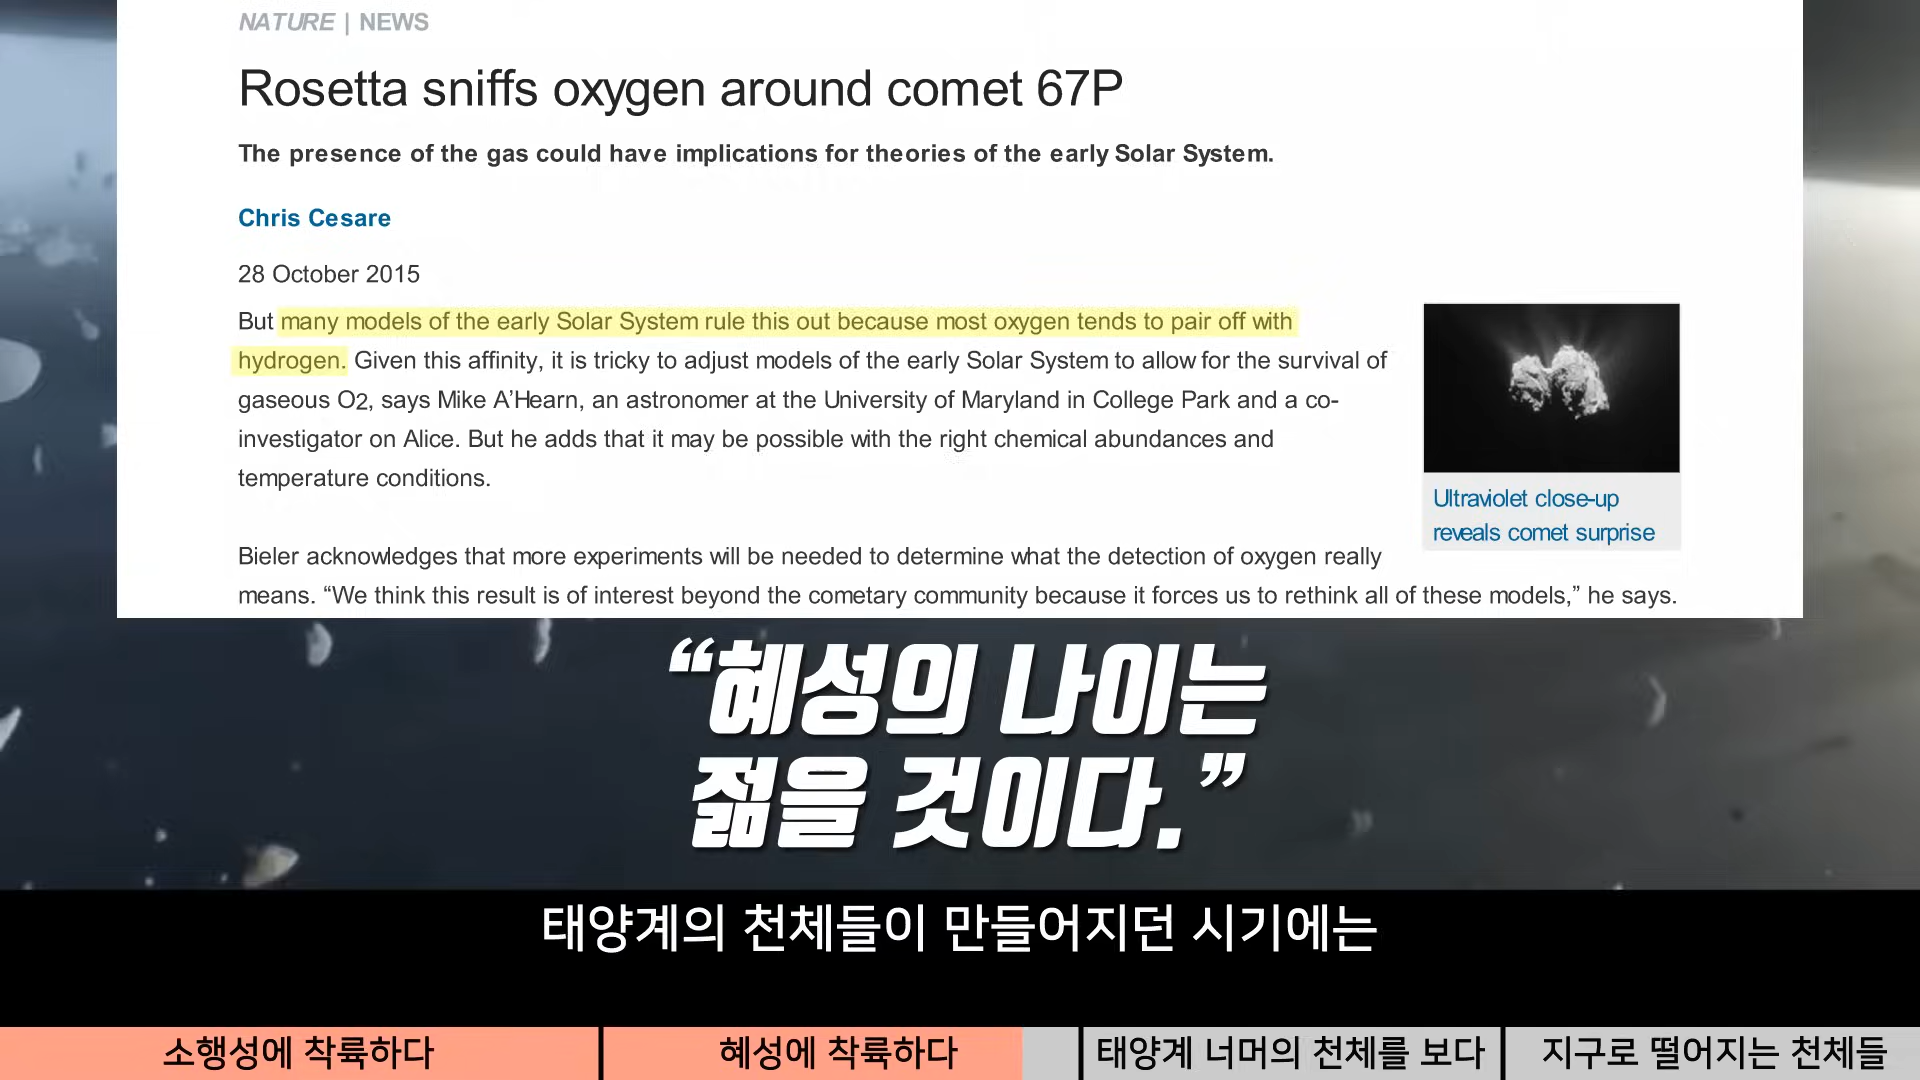 NATURE | NEWS
Rosetta sniffs oxygen around comet 67P
The presence of the gas could have implications for theories of the early Solar System.
Chris Cesare
28 October 2015
But many models of the early Solar System rule this out because most oxygen tends to pair off with
hydrogen. Given this affinity, it is tricky to adjust models of the early Solar System to allow for the survival of
gaseous O2, says Mike A’Hearn, an astronomer at the University of Maryland in College Park and a co-
investigator on Alice. But he adds that it may be possible with the right chemical abundances and
temperature conditions.
Ultraviolet close-up
reveals comet surprise
Bieler acknowledges that more experiments will be needed to determine what the detection of oxygen really
means. “We think this result is of interest beyond the cometary community because it forces us to rethink all of these models,” he says.
“혜성의 나이는
젊을 것이다.”
태양계의 천체들이 만들어지던 시기에는
소행성에 착륙하다
혜성에 착륙하다
태양계 너머의 천체를 보다
지구로 떨어지는 천체들